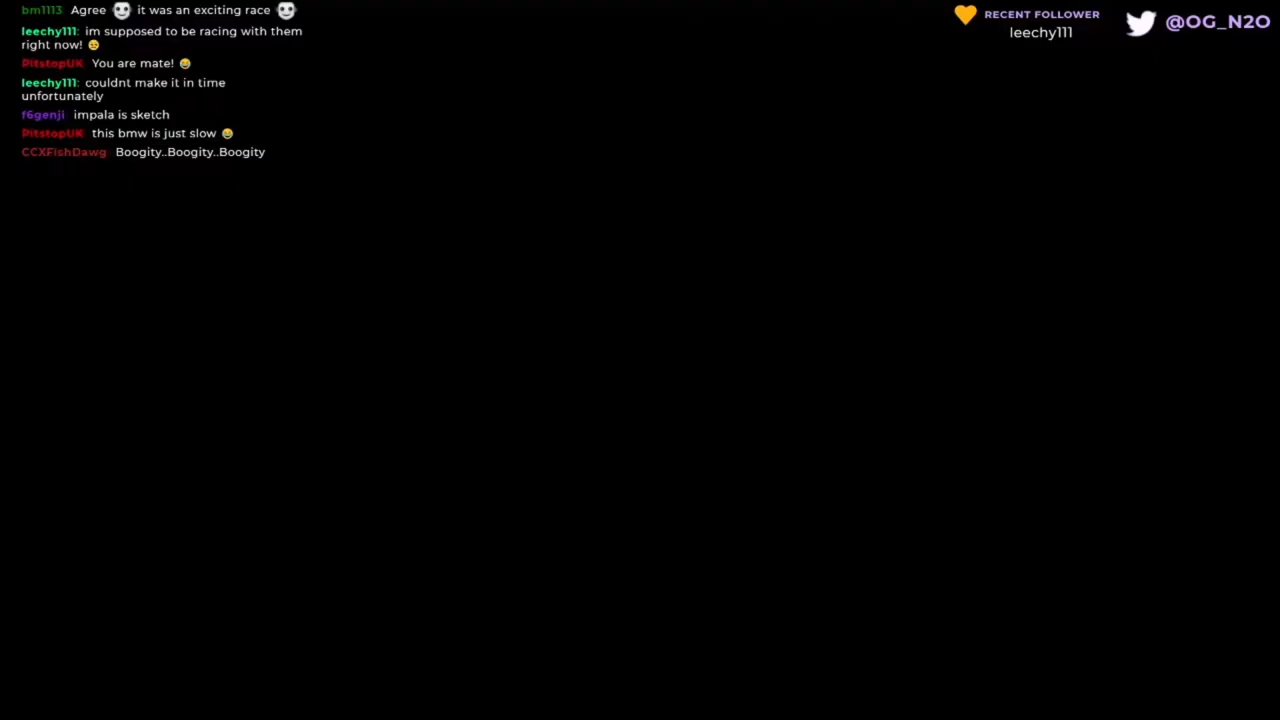 bm1113 Agree it was an exciting race
leechy111: im supposed to be racing with them
right now!
PitstopUK You are mate!
leechy111: couldnt make it in time
unfortunately
f6genji impala is sketch
PitstopUK this bmw is just slow
CCXFishDawg Boogity..Boogity..Boogity
RECENT FOLLOWER
leechy111
@OG_N2O